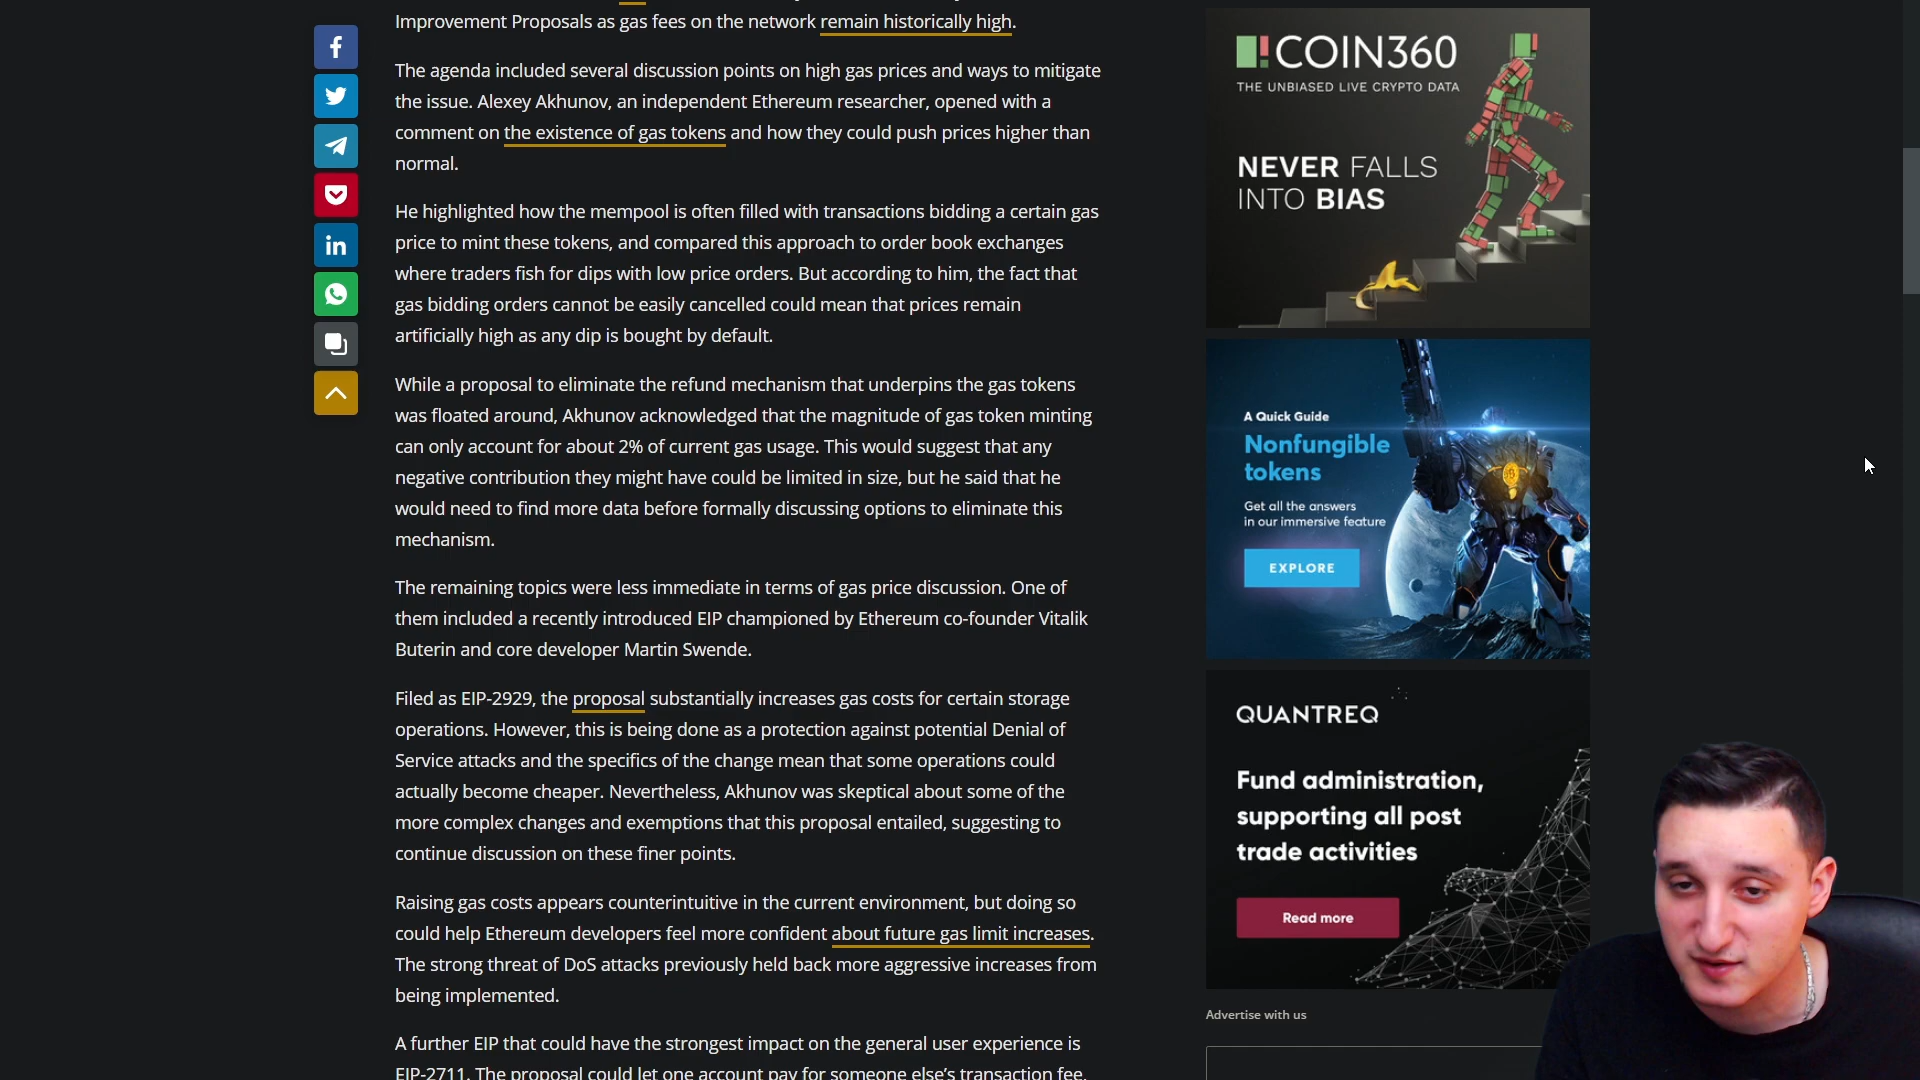 Improvement Proposals as gas fees on the network remain historically high.
The agenda included several discussion points on high gas prices and ways to mitigate
the issue. Alexey Akhunov, an independent Ethereum researcher, opened with a
comment on the existence of gas tokens and how they could push prices higher than
normal.
He highlighted how the mempool is often filled with transactions bidding a certain gas
price to mint these tokens, and compared this approach to order book exchanges
where traders fish for dips with low price orders. But according to him, the fact that
gas bidding orders cannot be easily cancelled could mean that prices remain
artificially high as any dip is bought by default.
While a proposal to eliminate the refund mechanism that underpins the gas tokens
was floated around, Akhunov acknowledged that the magnitude of gas token minting
can only account for about 2% of current gas usage. This would suggest that any
negative contribution they might have could be limited in size, but he said that he
would need to find more data before formally discussing options to eliminate this
mechanism.
The remaining topics were less immediate in terms of gas price discussion. One of
them included a recently introduced EIP championed by Ethereum co-founder Vitalik
Buterin and core developer Martin Swende.
Filed as EIP-2929, the proposal substantially increases gas costs for certain storage
operations. However, this is being done as a protection against potential Denial of
Service attacks and the specifics of the change mean that some operations could
actually become cheaper. Nevertheless, Akhunov was skeptical about some of the
more complex changes and exemptions that this proposal entailed, suggesting to
continue discussion on these finer points.
Raising gas costs appears counterintuitive in the current environment, but doing so
could help Ethereum developers feel more confident about future gas limit increases.
The strong threat of DoS attacks previously held back more aggressive increases from
being implemented.
A further EIP that could have the strongest impact on the general user experience is
EIP-2711. The proposal could let one account pay for someone else's transaction fee,
COIN360
THE UNBIASED LIVE CRYPTO DATA
NEVER FALLS
INTO BIAS
A Quick Guide
Nonfungible
tokens
Get all the answers
in our immersive feature
EXPLORE
QUANTREQ
Fund administration,
supporting all post
trade activities
Read more
Advertise with us